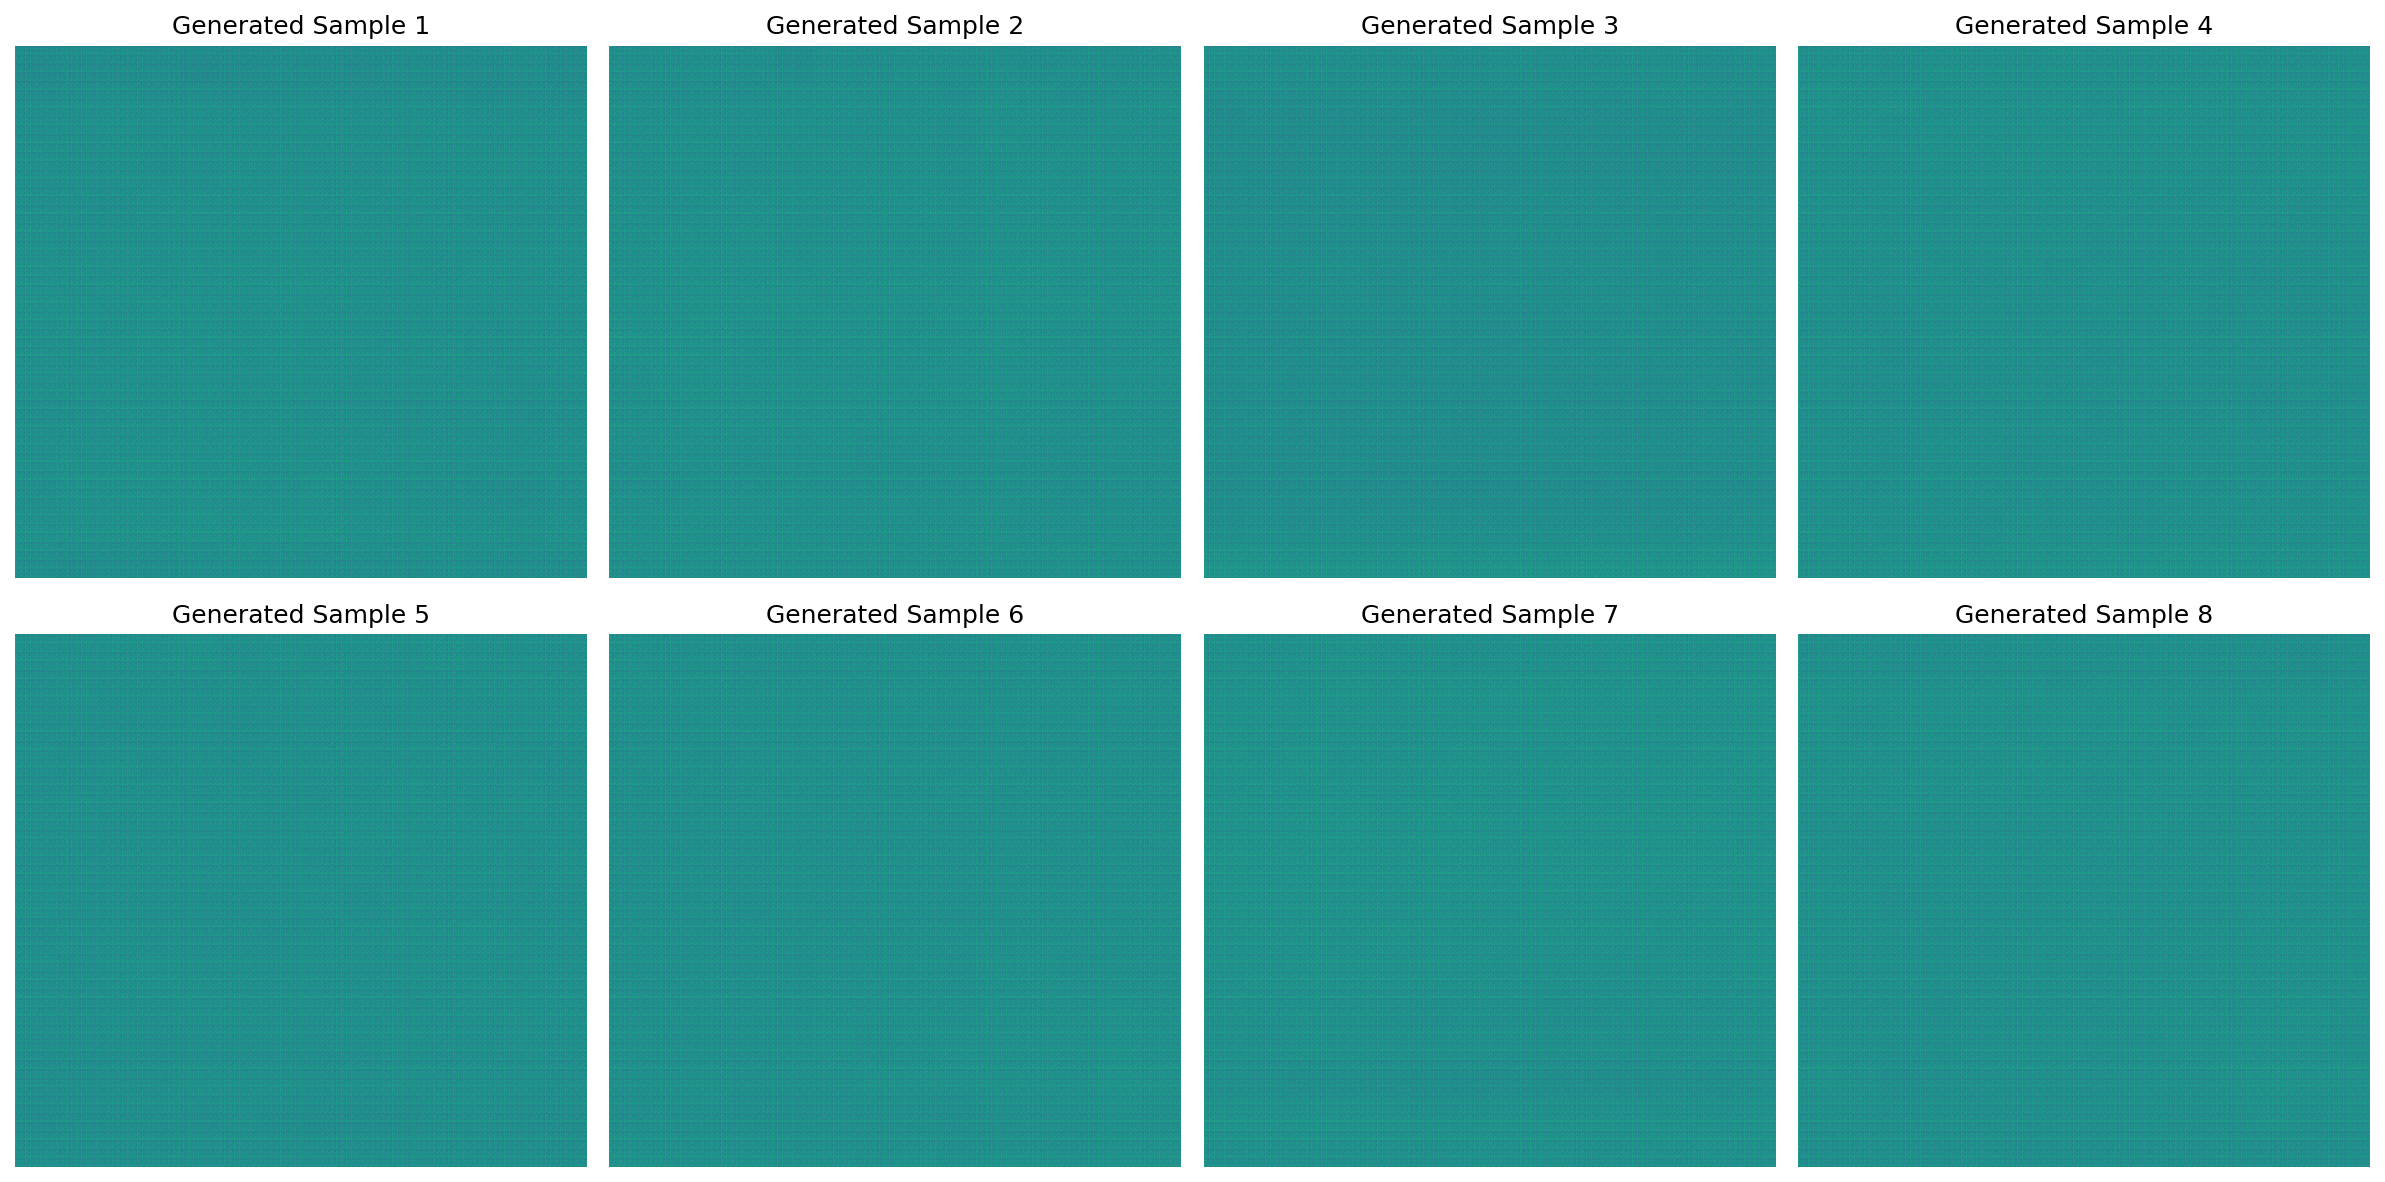 Generated Sample 1
Generated Sample 2
Generated Sample 3
Generated Sample 4
Generated Sample 5
Generated Sample 6
Generated Sample 7
Generated Sample 8